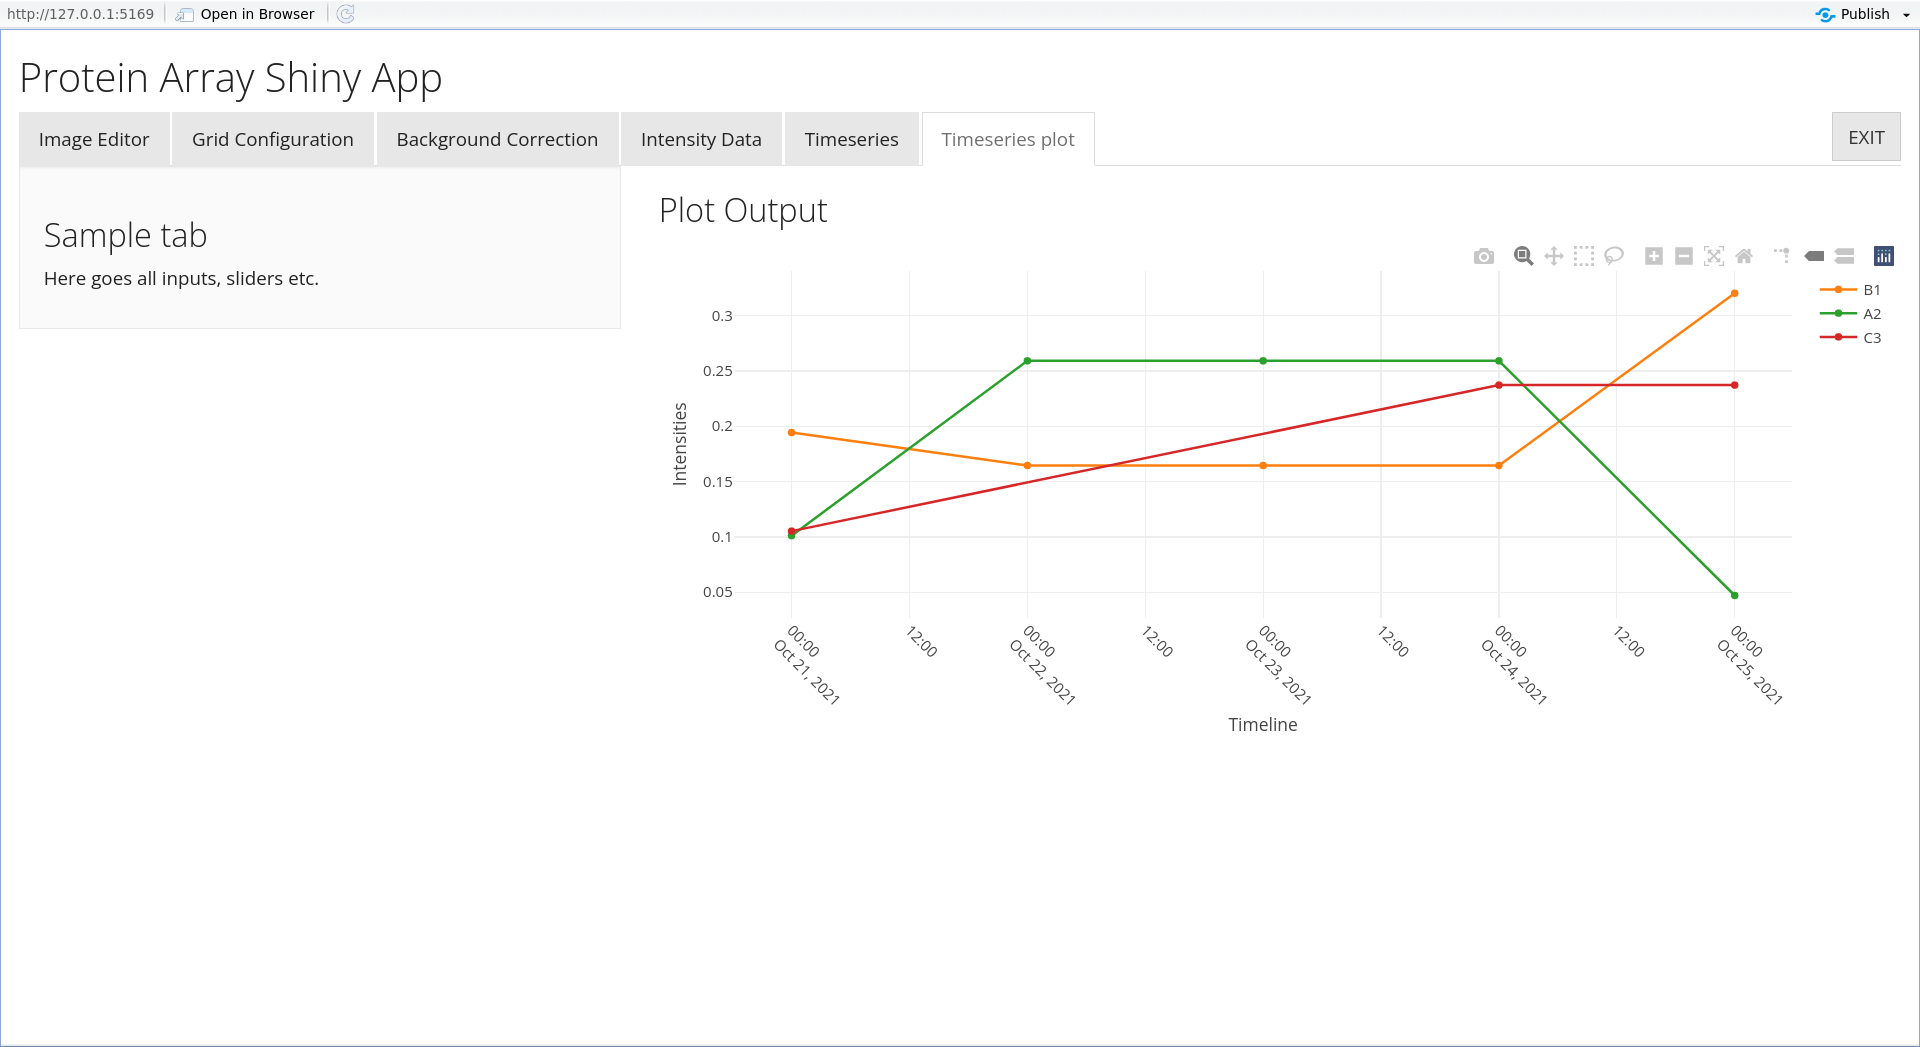 http://127.0.0.1:5169 Open in Browser Publish
Protein Array Shiny App
Image Editor Grid Configuration Background Correction Intensity Data Timeseries Timeseries plot EXIT
Sample tab
Here goes all inputs, sliders etc.
Plot Output
B1
A2
C3
0.3
0.25
0.2
0.15
0.1
0.05
Intensities
00:00
Oct 21, 2021
12:00
00:00
Oct 22, 2021
12:00
00:00
Oct 23, 2021
12:00
00:00
Oct 24, 2021
12:00
00:00
Oct 25, 2021
Timeline